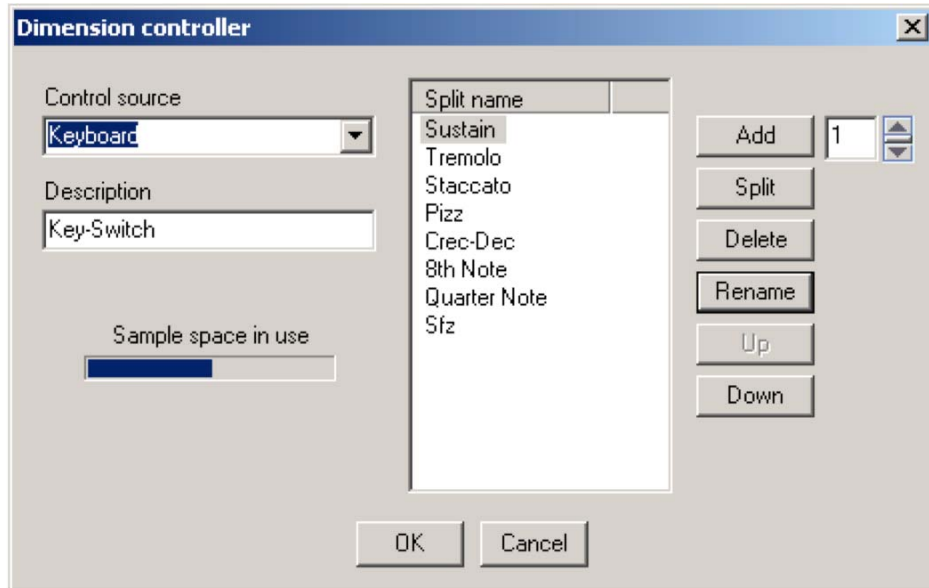 Dimension controller
Control source
Keyboard
Description
Key-Switch
Sample space in use
Split name
Sustain
Tremolo
Staccato
Pizz
Crec-Dec
8th Note
Quarter Note
Sfz
Add
1
Split
Delete
Rename
Up
Down
OK
Cancel